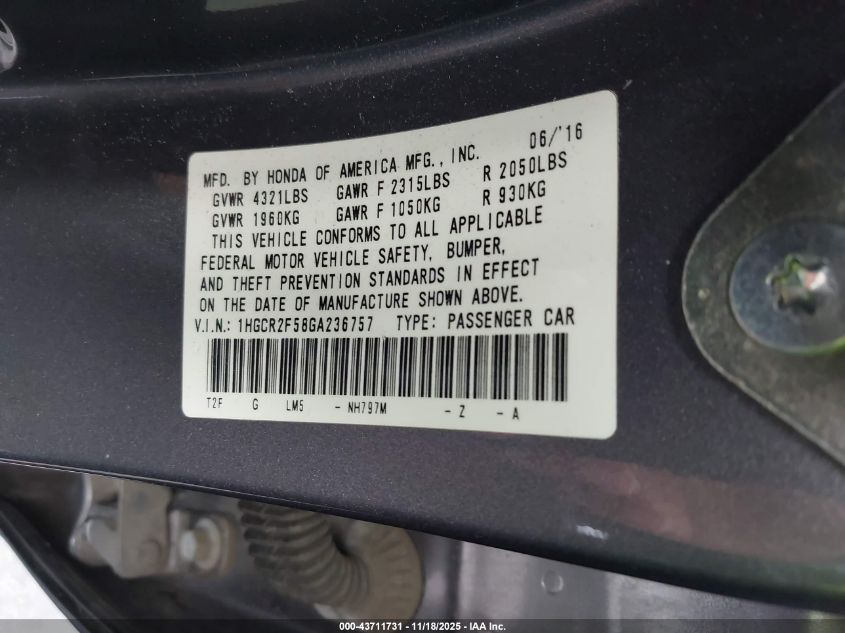 06/'16
MFD. BY HONDA OF AMERICA MFG., INC.
GVWR 4321LBS GAWR F 2315LBS R 2050LBS
GVWR 1960KG GAWR F 1050KG R 930KG
THIS VEHICLE CONFORMS TO ALL APPLICABLE
FEDERAL MOTOR VEHICLE SAFETY, BUMPER,
AND THEFT PREVENTION STANDARDS IN EFFECT
ON THE DATE OF MANUFACTURE SHOWN ABOVE.
V.I.N.: 1HGCR2F58GA236757 TYPE: PASSENGER CAR
T2F G LM5 - NH797M - Z - A
000-43711731 - 11/18/2025 - IAA Inc.